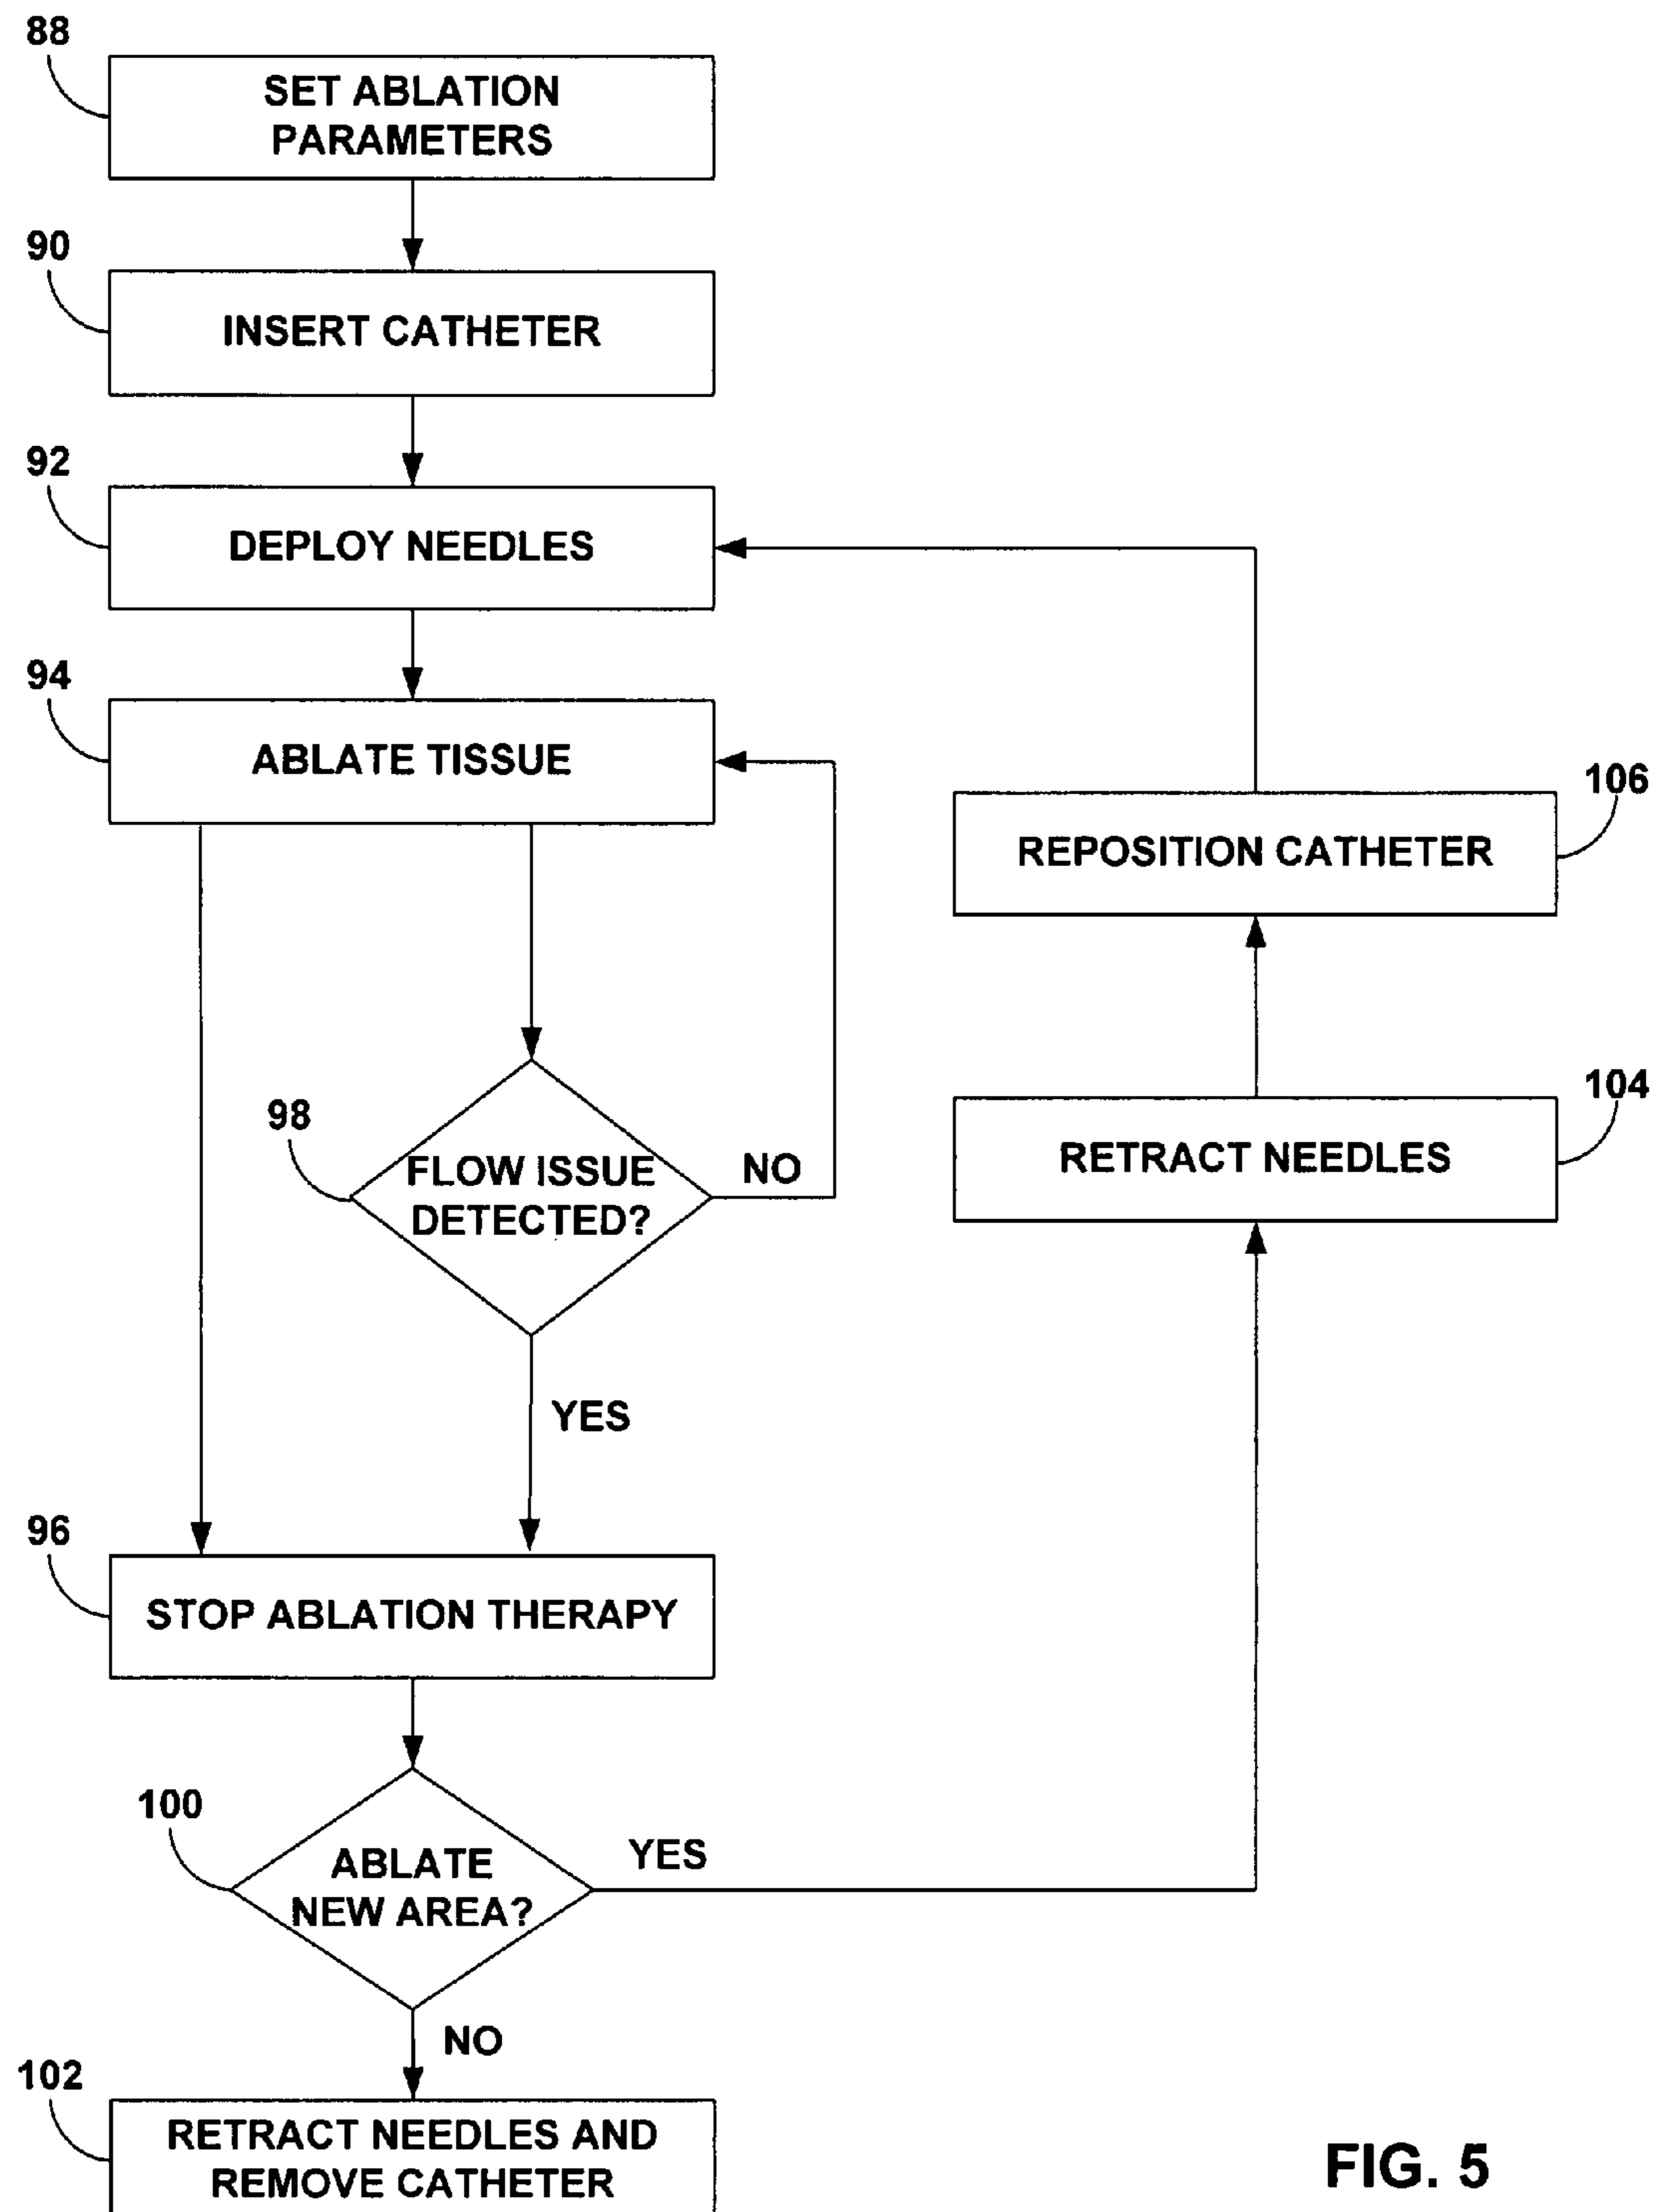 88
SET ABLATION
PARAMETERS
90
INSERT CATHETER
92
DEPLOY NEEDLES
94
ABLATE TISSUE
106
REPOSITION CATHETER
104
RETRACT NEEDLES
98
FLOW ISSUE
DETECTED?
NO
YES
96
STOP ABLATION THERAPY
100
ABLATE
NEW AREA?
YES
NO
102
RETRACT NEEDLES AND
REMOVE CATHETER
FIG. 5